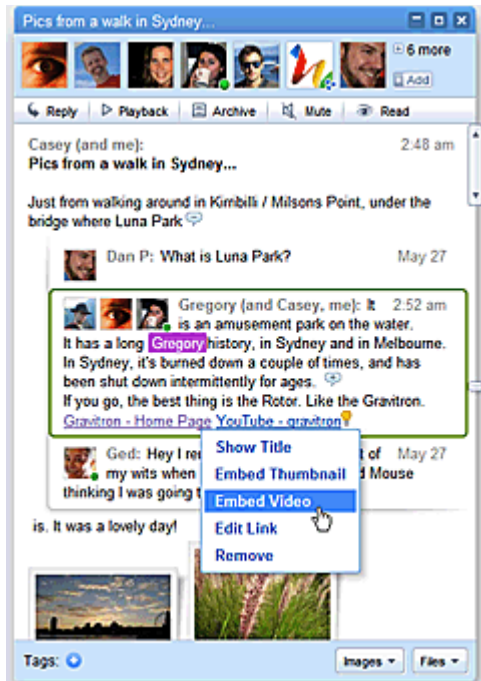 Pics from a walk in Sydney...
6 more
Add
Reply Playback Archive Mute Read
Casey (and me): 2:48 am
Pics from a walk in Sydney...
Just from walking around in Kirribilli / Milsons Point, under the
bridge where Luna Park
Dan P: What is Luna Park? May 27
Gregory (and Casey, me): It 2:52 am
is an amusement park on the water.
It has a long Gregory history, in Sydney and in Melbourne.
In Sydney, it's burned down a couple of times, and has
been shut down intermittently for ages.
If you go, the best thing is the Rotor. Like the Gravitron.
Gravitron - Home Page YouTube - gravitron
Show Title
Embed Thumbnail
Embed Video
Edit Link
Remove
Ged: Hey I of May 27
my wits when d Mouse
thinking I was going
is. It was a lovely day!
Tags: Images Files